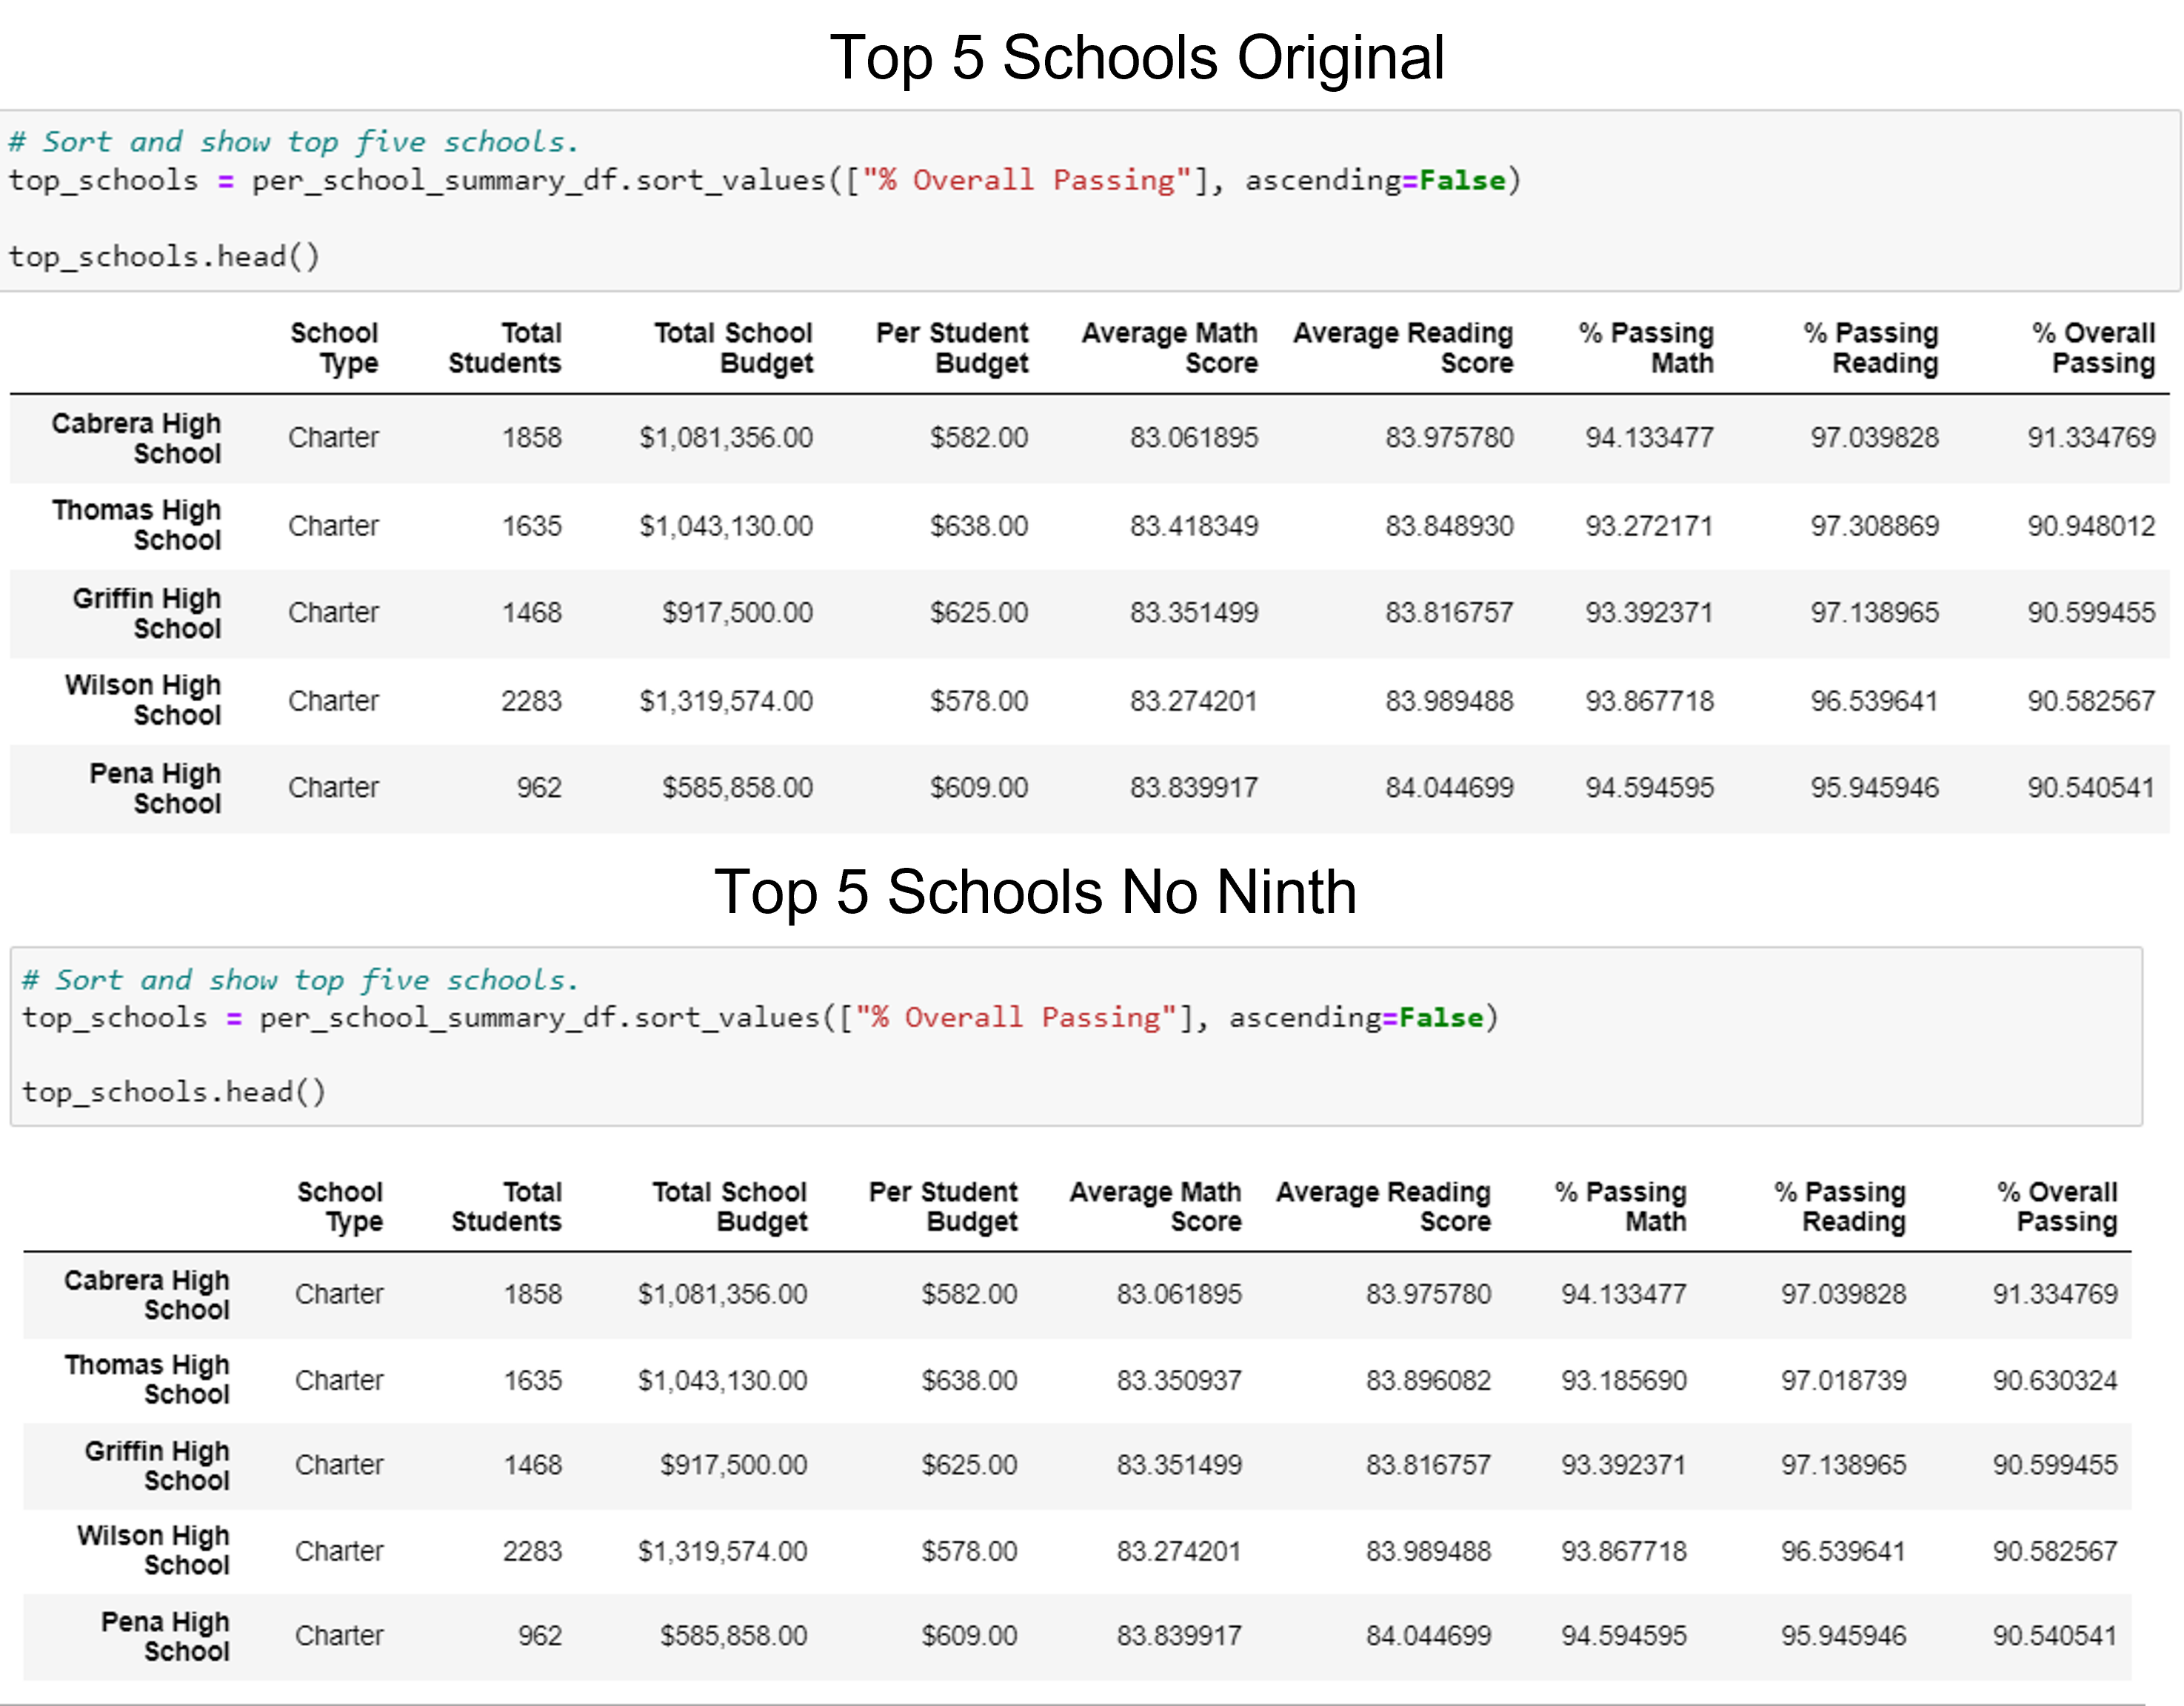 Top 5 Schools Original
# Sort and show top five schools.
top_schools = per_school_summary_df.sort_values(["% Overall Passing"], ascending=False)
top_schools.head()
School Type Total Students Total School Budget Per Student Budget Average Math Score Average Reading Score % Passing Math % Passing Reading % Overall Passing
Cabrera High School Charter 1858 $1,081,356.00 $582.00 83.061895 83.975780 94.133477 97.039828 91.334769
Thomas High School Charter 1635 $1,043,130.00 $638.00 83.418349 83.848930 93.272171 97.308869 90.948012
Griffin High School Charter 1468 $917,500.00 $625.00 83.351499 83.816757 93.392371 97.138965 90.599455
Wilson High School Charter 2283 $1,319,574.00 $578.00 83.274201 83.989488 93.867718 96.539641 90.582567
Pena High School Charter 962 $585,858.00 $609.00 83.839917 84.044699 94.594595 95.945946 90.540541
Top 5 Schools No Ninth
# Sort and show top five schools.
top_schools = per_school_summary_df.sort_values(["% Overall Passing"], ascending=False)
top_schools.head()
School Type Total Students Total School Budget Per Student Budget Average Math Score Average Reading Score % Passing Math % Passing Reading % Overall Passing
Cabrera High School Charter 1858 $1,081,356.00 $582.00 83.061895 83.975780 94.133477 97.039828 91.334769
Thomas High School Charter 1635 $1,043,130.00 $638.00 83.350937 83.896082 93.185690 97.018739 90.630324
Griffin High School Charter 1468 $917,500.00 $625.00 83.351499 83.816757 93.392371 97.138965 90.599455
Wilson High School Charter 2283 $1,319,574.00 $578.00 83.274201 83.989488 93.867718 96.539641 90.582567
Pena High School Charter 962 $585,858.00 $609.00 83.839917 84.044699 94.594595 95.945946 90.540541